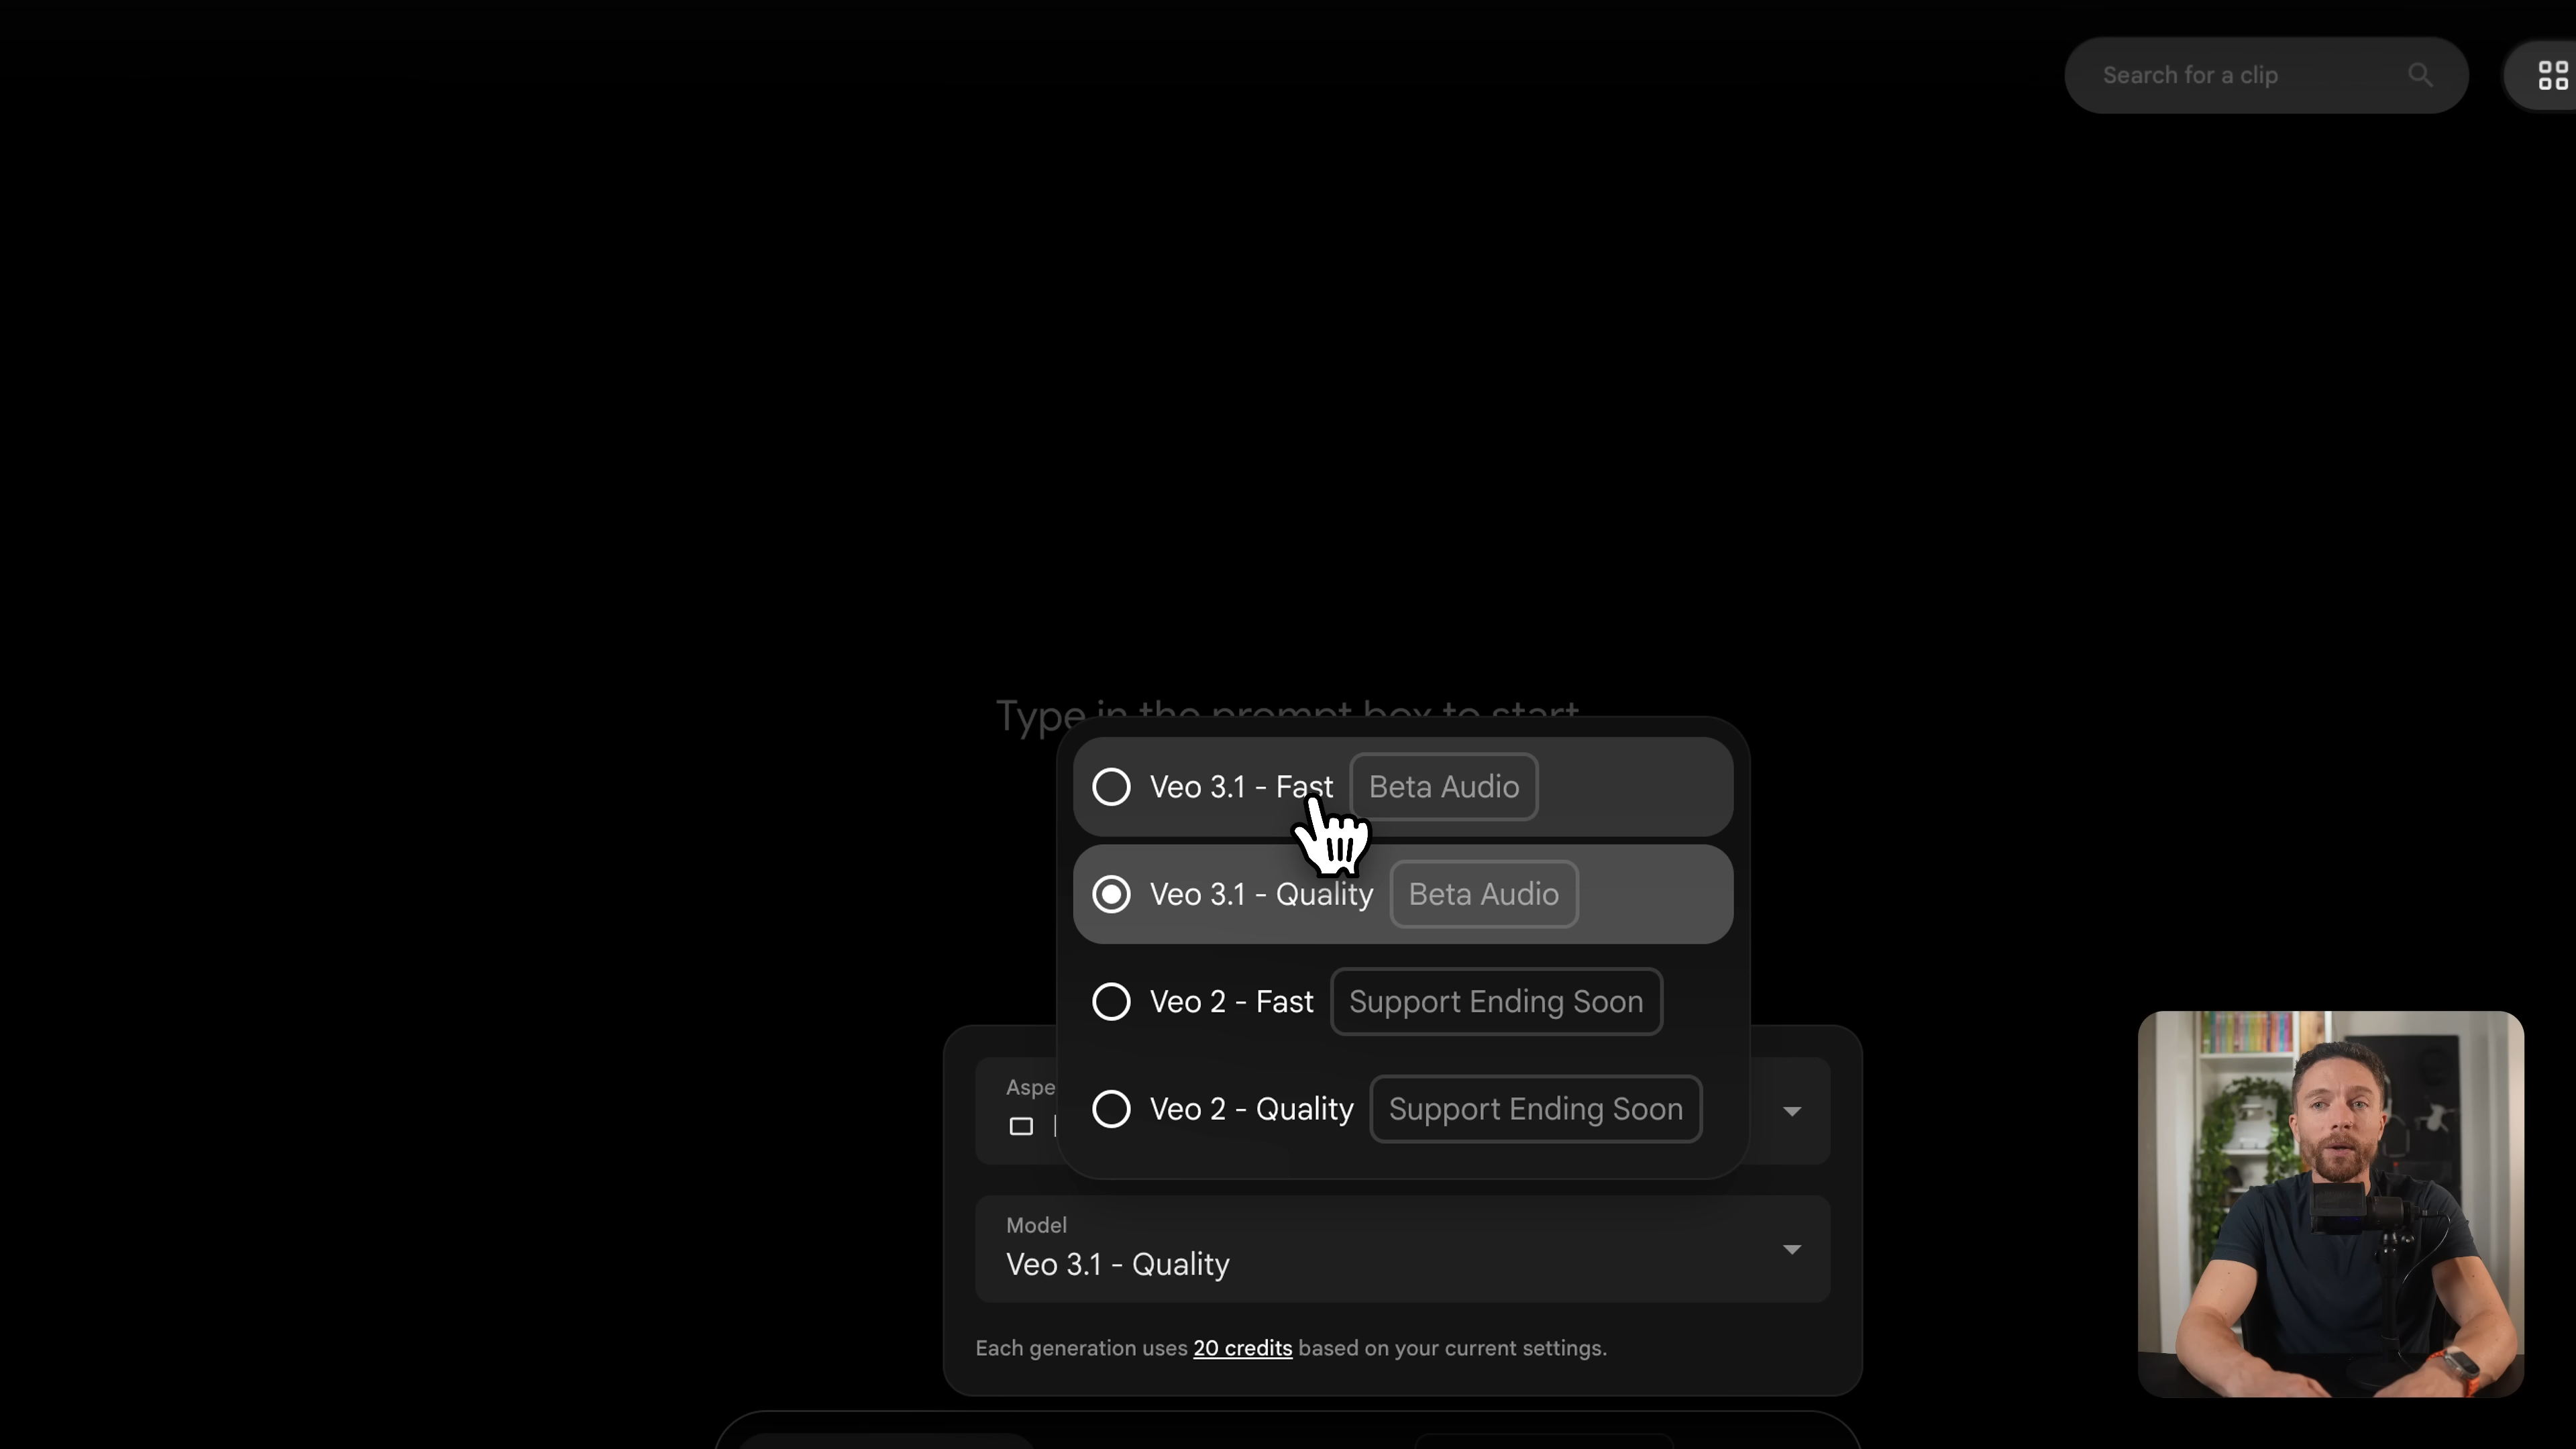 Search for a clip
Type in the prompt box to start
Veo 3.1 - Fast Beta Audio
Veo 3.1 - Quality Beta Audio
Veo 2 - Fast Support Ending Soon
Veo 2 - Quality Support Ending Soon
Aspe
Model
Veo 3.1 - Quality
Each generation uses 20 credits based on your current settings.